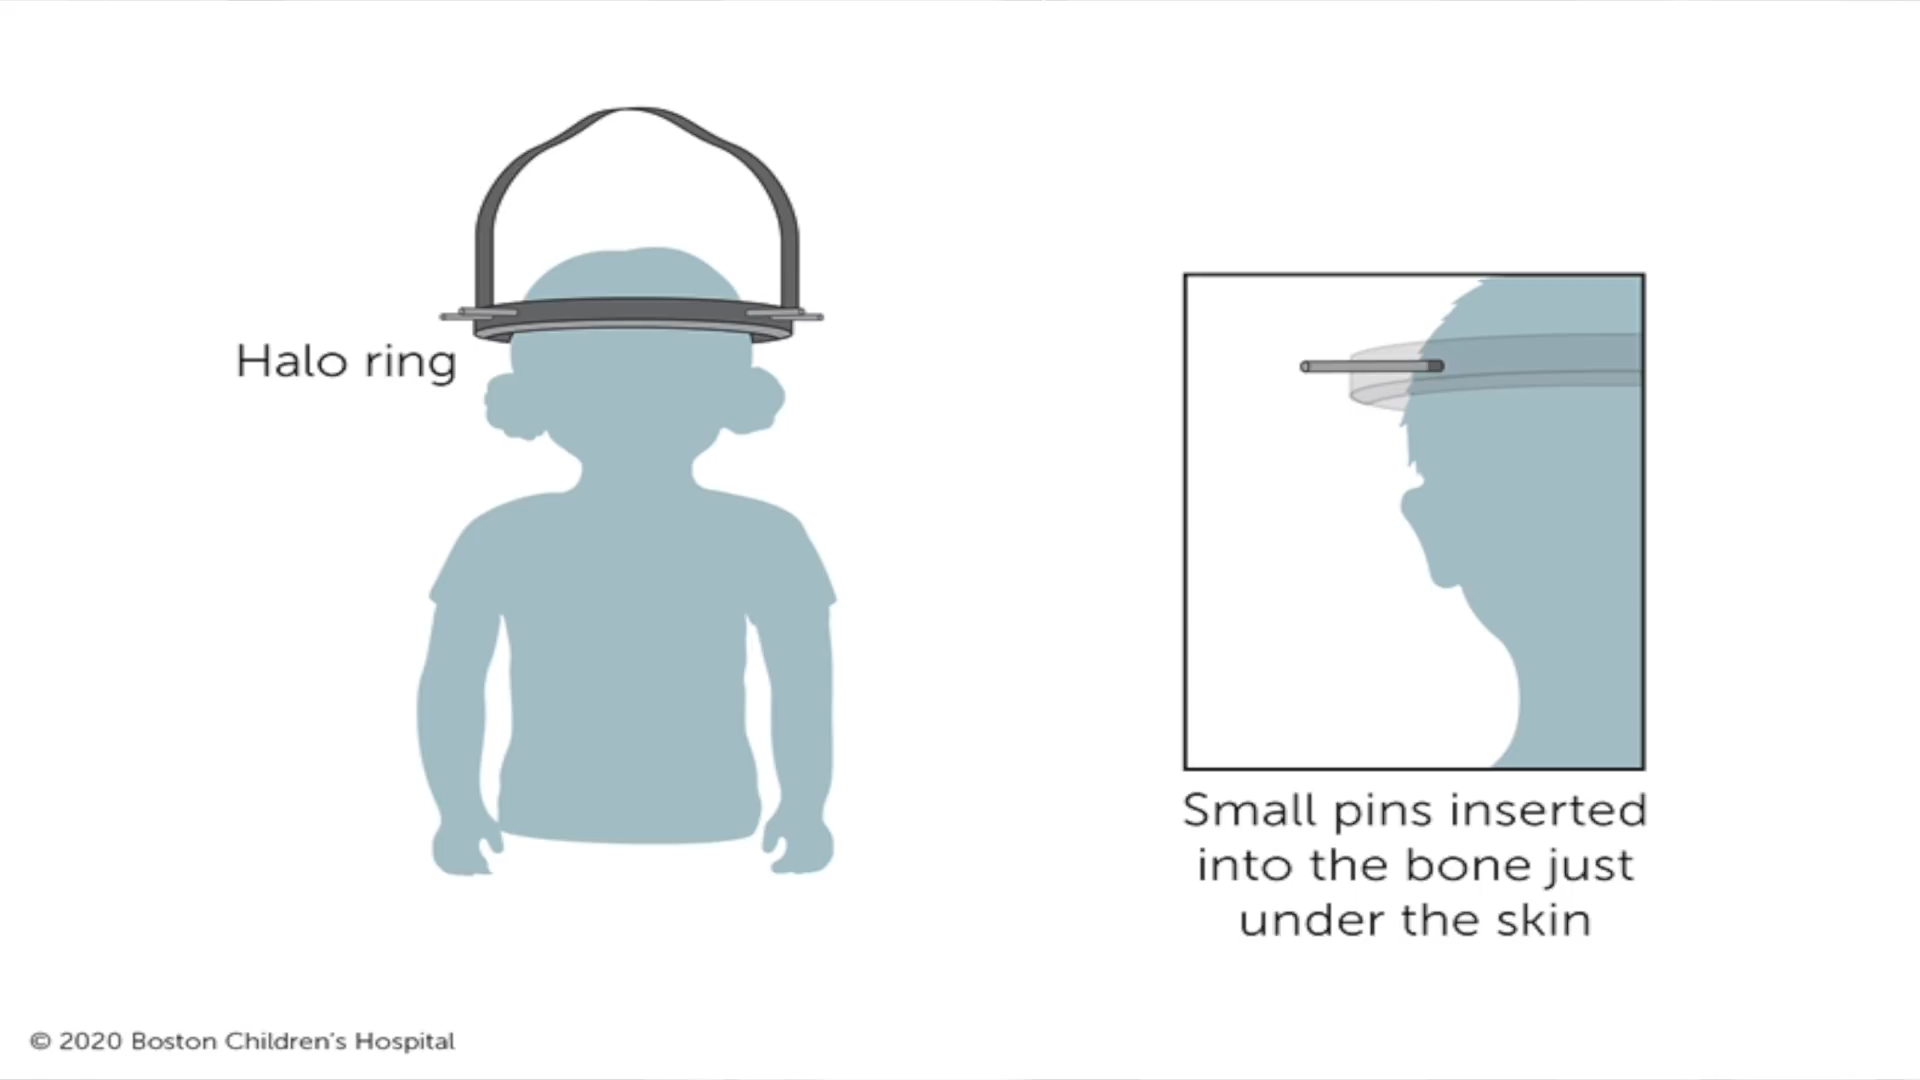 Halo ring
Small pins inserted
into the bone just
under the skin
© 2020 Boston Children's Hospital